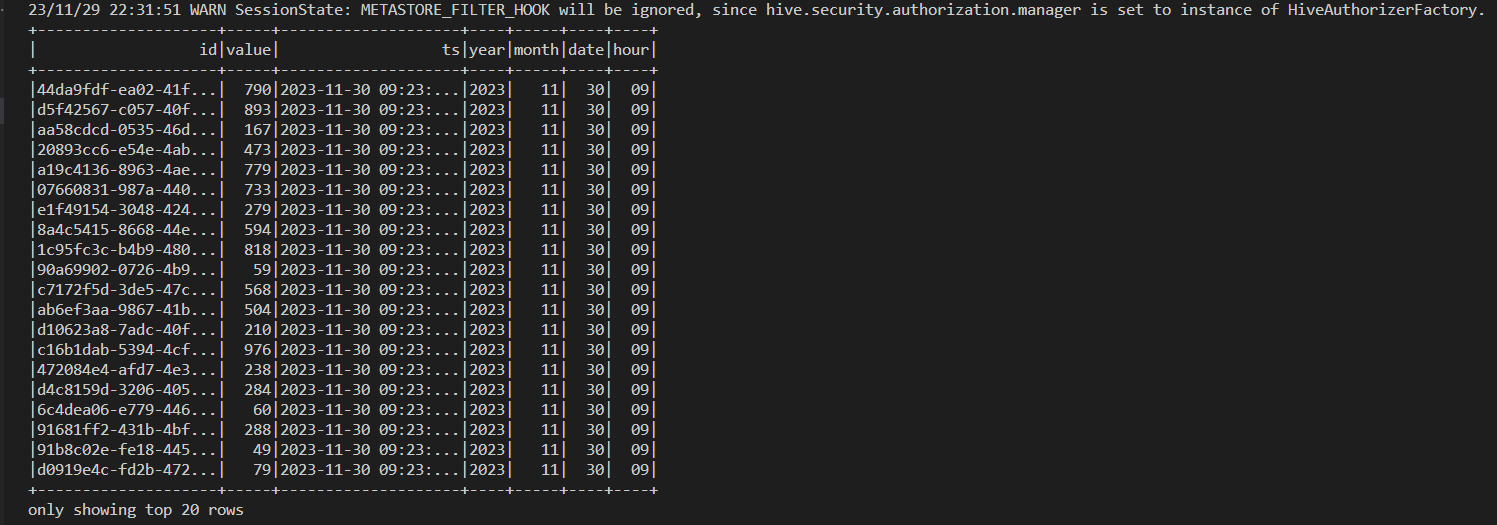 23/11/29 22:31:51 WARN SessionState: METASTORE_FILTER_HOOK will be ignored, since hive.security.authorization.manager is set to instance of HiveAuthorizerFactory.
+--------------------+-----+--------------------+----+-----+----+----+
|                  id|value|                  ts|year|month|date|hour|
+--------------------+-----+--------------------+----+-----+----+----+
|44da9fdf-ea02-41f...|  790|2023-11-30 09:23:...|2023|   11|  30|  09|
|d5f42567-c057-40f...|  893|2023-11-30 09:23:...|2023|   11|  30|  09|
|aa58cdcd-0535-46d...|  167|2023-11-30 09:23:...|2023|   11|  30|  09|
|20893cc6-e54e-4ab...|  473|2023-11-30 09:23:...|2023|   11|  30|  09|
|a19c4136-8963-4ae...|  779|2023-11-30 09:23:...|2023|   11|  30|  09|
|07660831-987a-440...|  733|2023-11-30 09:23:...|2023|   11|  30|  09|
|e1f49154-3048-424...|  279|2023-11-30 09:23:...|2023|   11|  30|  09|
|8a4c5415-8668-44e...|  594|2023-11-30 09:23:...|2023|   11|  30|  09|
|1c95fc3c-b4b9-480...|  818|2023-11-30 09:23:...|2023|   11|  30|  09|
|90a69902-0726-4b9...|   59|2023-11-30 09:23:...|2023|   11|  30|  09|
|c7172f5d-3de5-47c...|  568|2023-11-30 09:23:...|2023|   11|  30|  09|
|ab6ef3aa-9867-41b...|  504|2023-11-30 09:23:...|2023|   11|  30|  09|
|d10623a8-7adc-40f...|  210|2023-11-30 09:23:...|2023|   11|  30|  09|
|c16b1dab-5394-4cf...|  976|2023-11-30 09:23:...|2023|   11|  30|  09|
|472084e4-afd7-4e3...|  238|2023-11-30 09:23:...|2023|   11|  30|  09|
|d4c8159d-3206-405...|  284|2023-11-30 09:23:...|2023|   11|  30|  09|
|6c4dea06-e779-446...|   60|2023-11-30 09:23:...|2023|   11|  30|  09|
|91681ff2-431b-4bf...|  288|2023-11-30 09:23:...|2023|   11|  30|  09|
|91b8c02e-fe18-445...|   49|2023-11-30 09:23:...|2023|   11|  30|  09|
|d0919e4c-fd2b-472...|   79|2023-11-30 09:23:...|2023|   11|  30|  09|
+--------------------+-----+--------------------+----+-----+----+----+
only showing top 20 rows